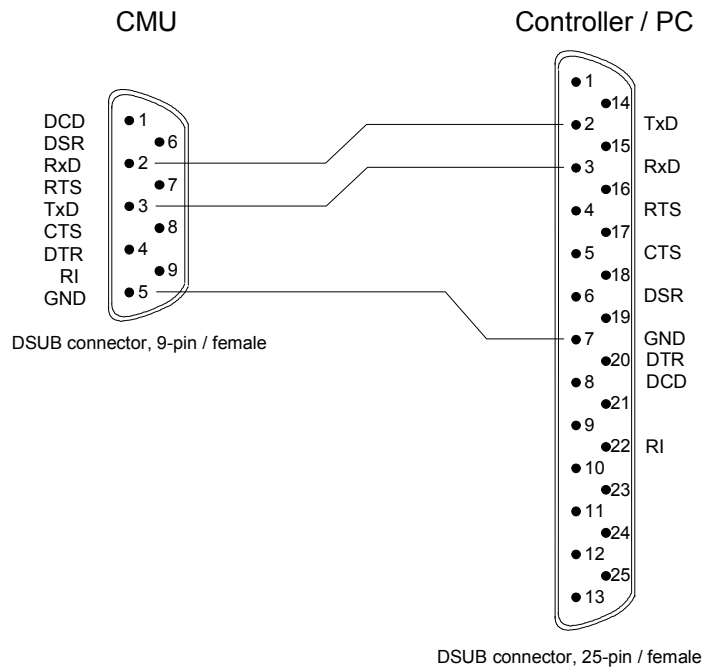 CMU
Controller / PC
DCD
DSR
RxD
RTS
TxD
CTS
DTR
RI
GND
1
6
2
7
3
8
4
9
5
DSUB connector, 9-pin / female
1
14
2 TxD
15
3 RxD
16
4 RTS
17
5 CTS
18
6 DSR
19
7 GND
20 DTR
8 DCD
21
9
22 RI
10
23
11
24
12
25
13
DSUB connector, 25-pin / female